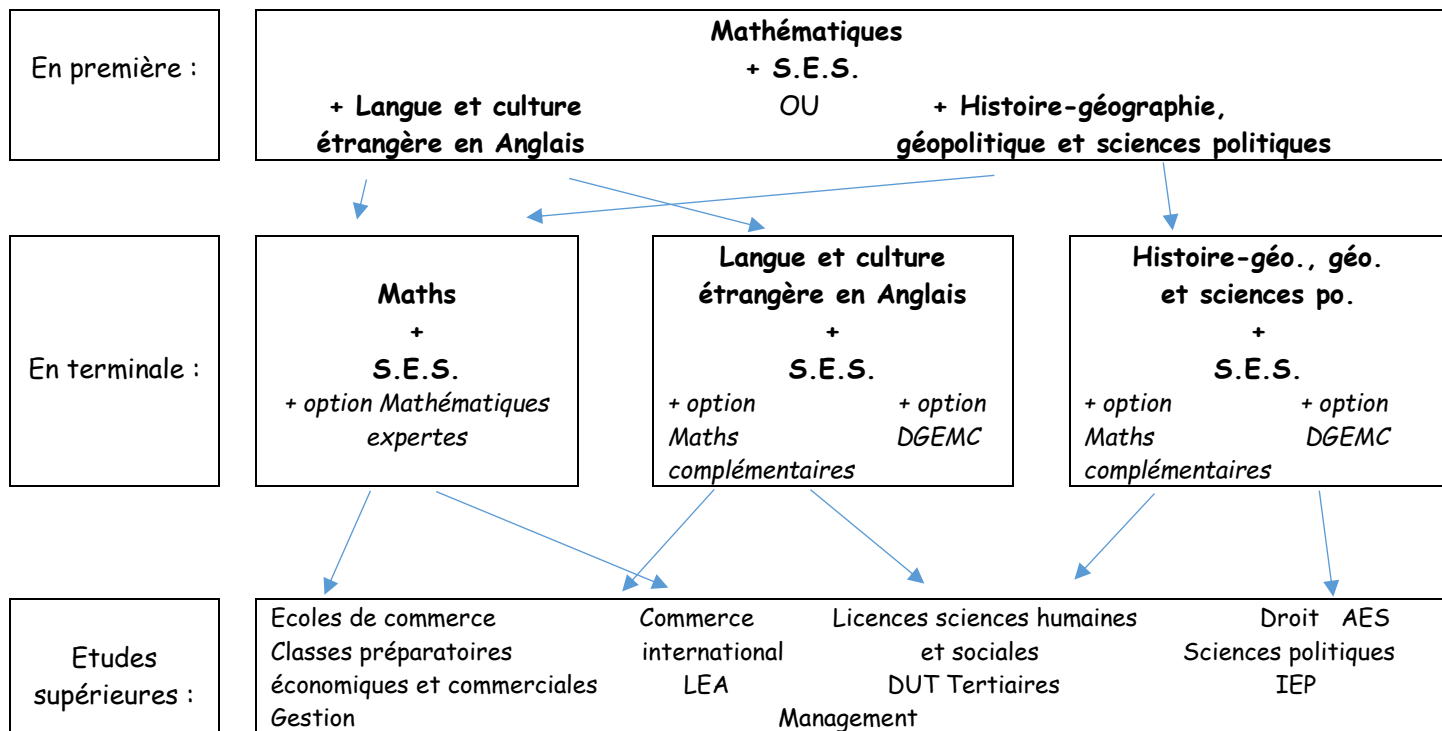 En première :
Mathématiques
+ S.E.S.
+ Langue et culture étrangère en Anglais
OU
+ Histoire-géographie, géopolitique et sciences politiques
En terminale :
Maths
+
S.E.S.
+ option Mathématiques
expertes
Langue et culture
étrangère en Anglais
+
S.E.S.
+ option
Maths
complémentaires
+ option
DGEMC
Histoire-géo., géo.
et sciences po.
+
S.E.S.
+ option
Maths
complémentaires
+ option
DGEMC
Etudes
supérieures :
Ecoles de commerce
Classes préparatoires
économiques et commerciales
Gestion
Commerce
international
LEA
Licences sciences humaines
et sociales
DUT Tertiaires
Management
Droit AES
Sciences politiques
IEP